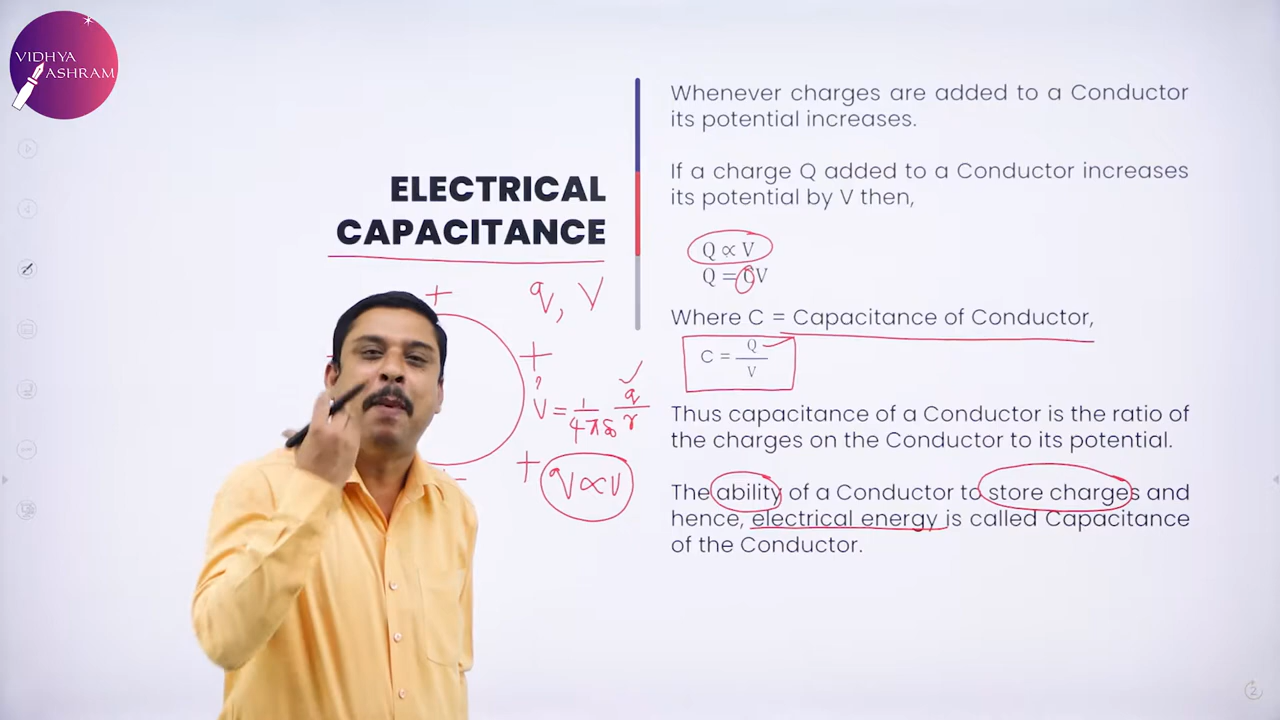 VIDHYA
ASHRAM
ELECTRICAL
CAPACITANCE
q, V
+
+
+
V = 1/4πε₀ q/r
q ∝ V
Whenever charges are added to a Conductor
its potential increases.
If a charge Q added to a Conductor increases
its potential by V then,
Q ∝ V
Q = CV
Where C = Capacitance of Conductor,
C = Q/V
Thus capacitance of a Conductor is the ratio of
the charges on the Conductor to its potential.
The ability of a Conductor to store charges and
hence, electrical energy is called Capacitance
of the Conductor.
2